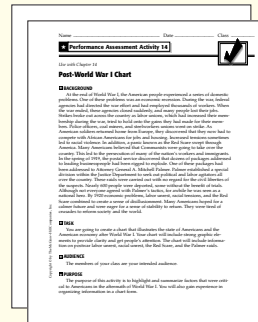 Name Date Class
Performance Assessment Activity 14
Use with Chapter 14
Post-World War I Chart
BACKGROUND
At the end of World War I, the American people experienced a series of domestic
problems. One of these problems was an economic recession. During the war, federal
agencies had directed the war effort and had employed thousands of workers. When
the war ended, these agencies closed suddenly, and many people lost their jobs.
Strikes broke out across the country as labor unions, which had increased their mem-
bership during the war, tried to hold onto the gains they had made for their mem-
bers. Police officers, coal miners, and steelworkers unions went on strike. As
American soldiers returned home from Europe, they discovered that they now had to
compete with African Americans for jobs and housing. Increased tensions sometimes
led to racial violence. In addition, a panic known as the Red Scare swept through
America. Many Americans believed that Communists were going to take over the
country. This led to the persecution of many of the nation's workers and immigrants.
In the spring of 1919, the postal service discovered that dozens of packages addressed
to leading businesspeople had been rigged to explode. One of these packages had
been addressed to Attorney General A. Mitchell Palmer. Palmer established a special
division within the Justice Department to seek out political and labor agitators all
over the country. These raids were carried out with no regard for the civil liberties of
the suspects. Nearly 600 people were deported, some without the benefit of trials.
Although not everyone agreed with Palmer's tactics, for awhile he was seen as a
national hero. By 1920 economic problems, labor unrest, racial tensions, and the Red
Scare combined to create a sense of disillusionment. Many Americans hoped for a
calmer future and were eager for a sense of stability to return. They were tired of
crusades to reform society and the world.
TASK
You are going to create a chart that illustrates the state of Americans and the
American economy after World War I. Your chart will include strong graphic ele-
ments to provide clarity and get people's attention. The chart will include informa-
tion on postwar labor unrest, racial unrest, the Red Scare, and the Palmer raids.
AUDIENCE
The members of your class are your intended audience.
PURPOSE
The purpose of this activity is to highlight and summarize factors that were criti-
cal to Americans in the aftermath of World War I. You will also gain experience in
organizing information in a chart form.